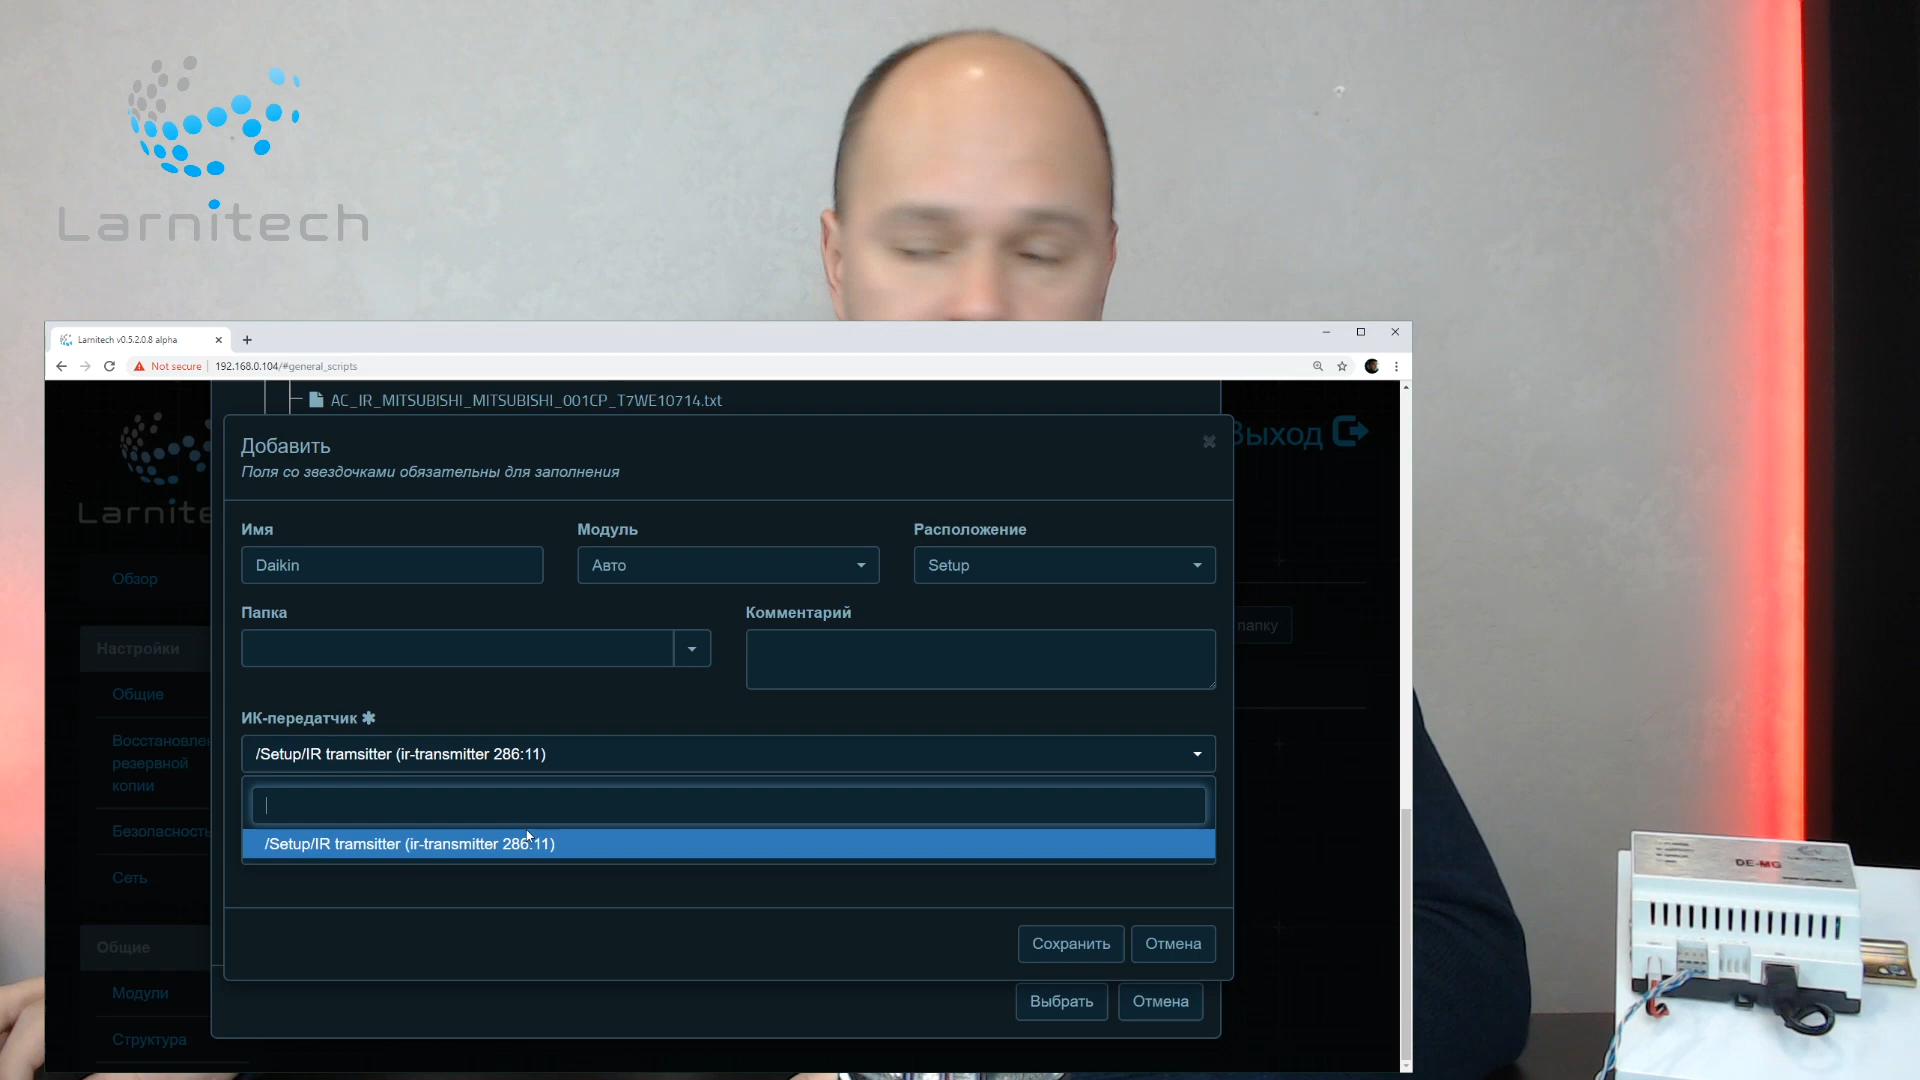 Larnitech
Larnitech v0.5.2.0.8 alpha
Not secure
192.168.0.104/#general_scripts
AC_IR_MITSUBISHI_MITSUBISHI_001CP_T7WE10714.txt
Добавить
Поля со звездочками обязательны для заполнения
Выход
Larnite
Имя
Модуль
Расположение
Daikin
Авто
Setup
Обзор
Папка
Комментарий
папку
Настройки
Общие
ИК-передатчик ✱
/Setup/IR tramsitter (ir-transmitter 286:11)
Восстановлен
резервной
копии
/Setup/IR tramsitter (ir-transmitter 286:11)
Безопасность
Сеть
Общие
Сохранить
Отмена
Модули
Выбрать
Отмена
Структура
DE-MG